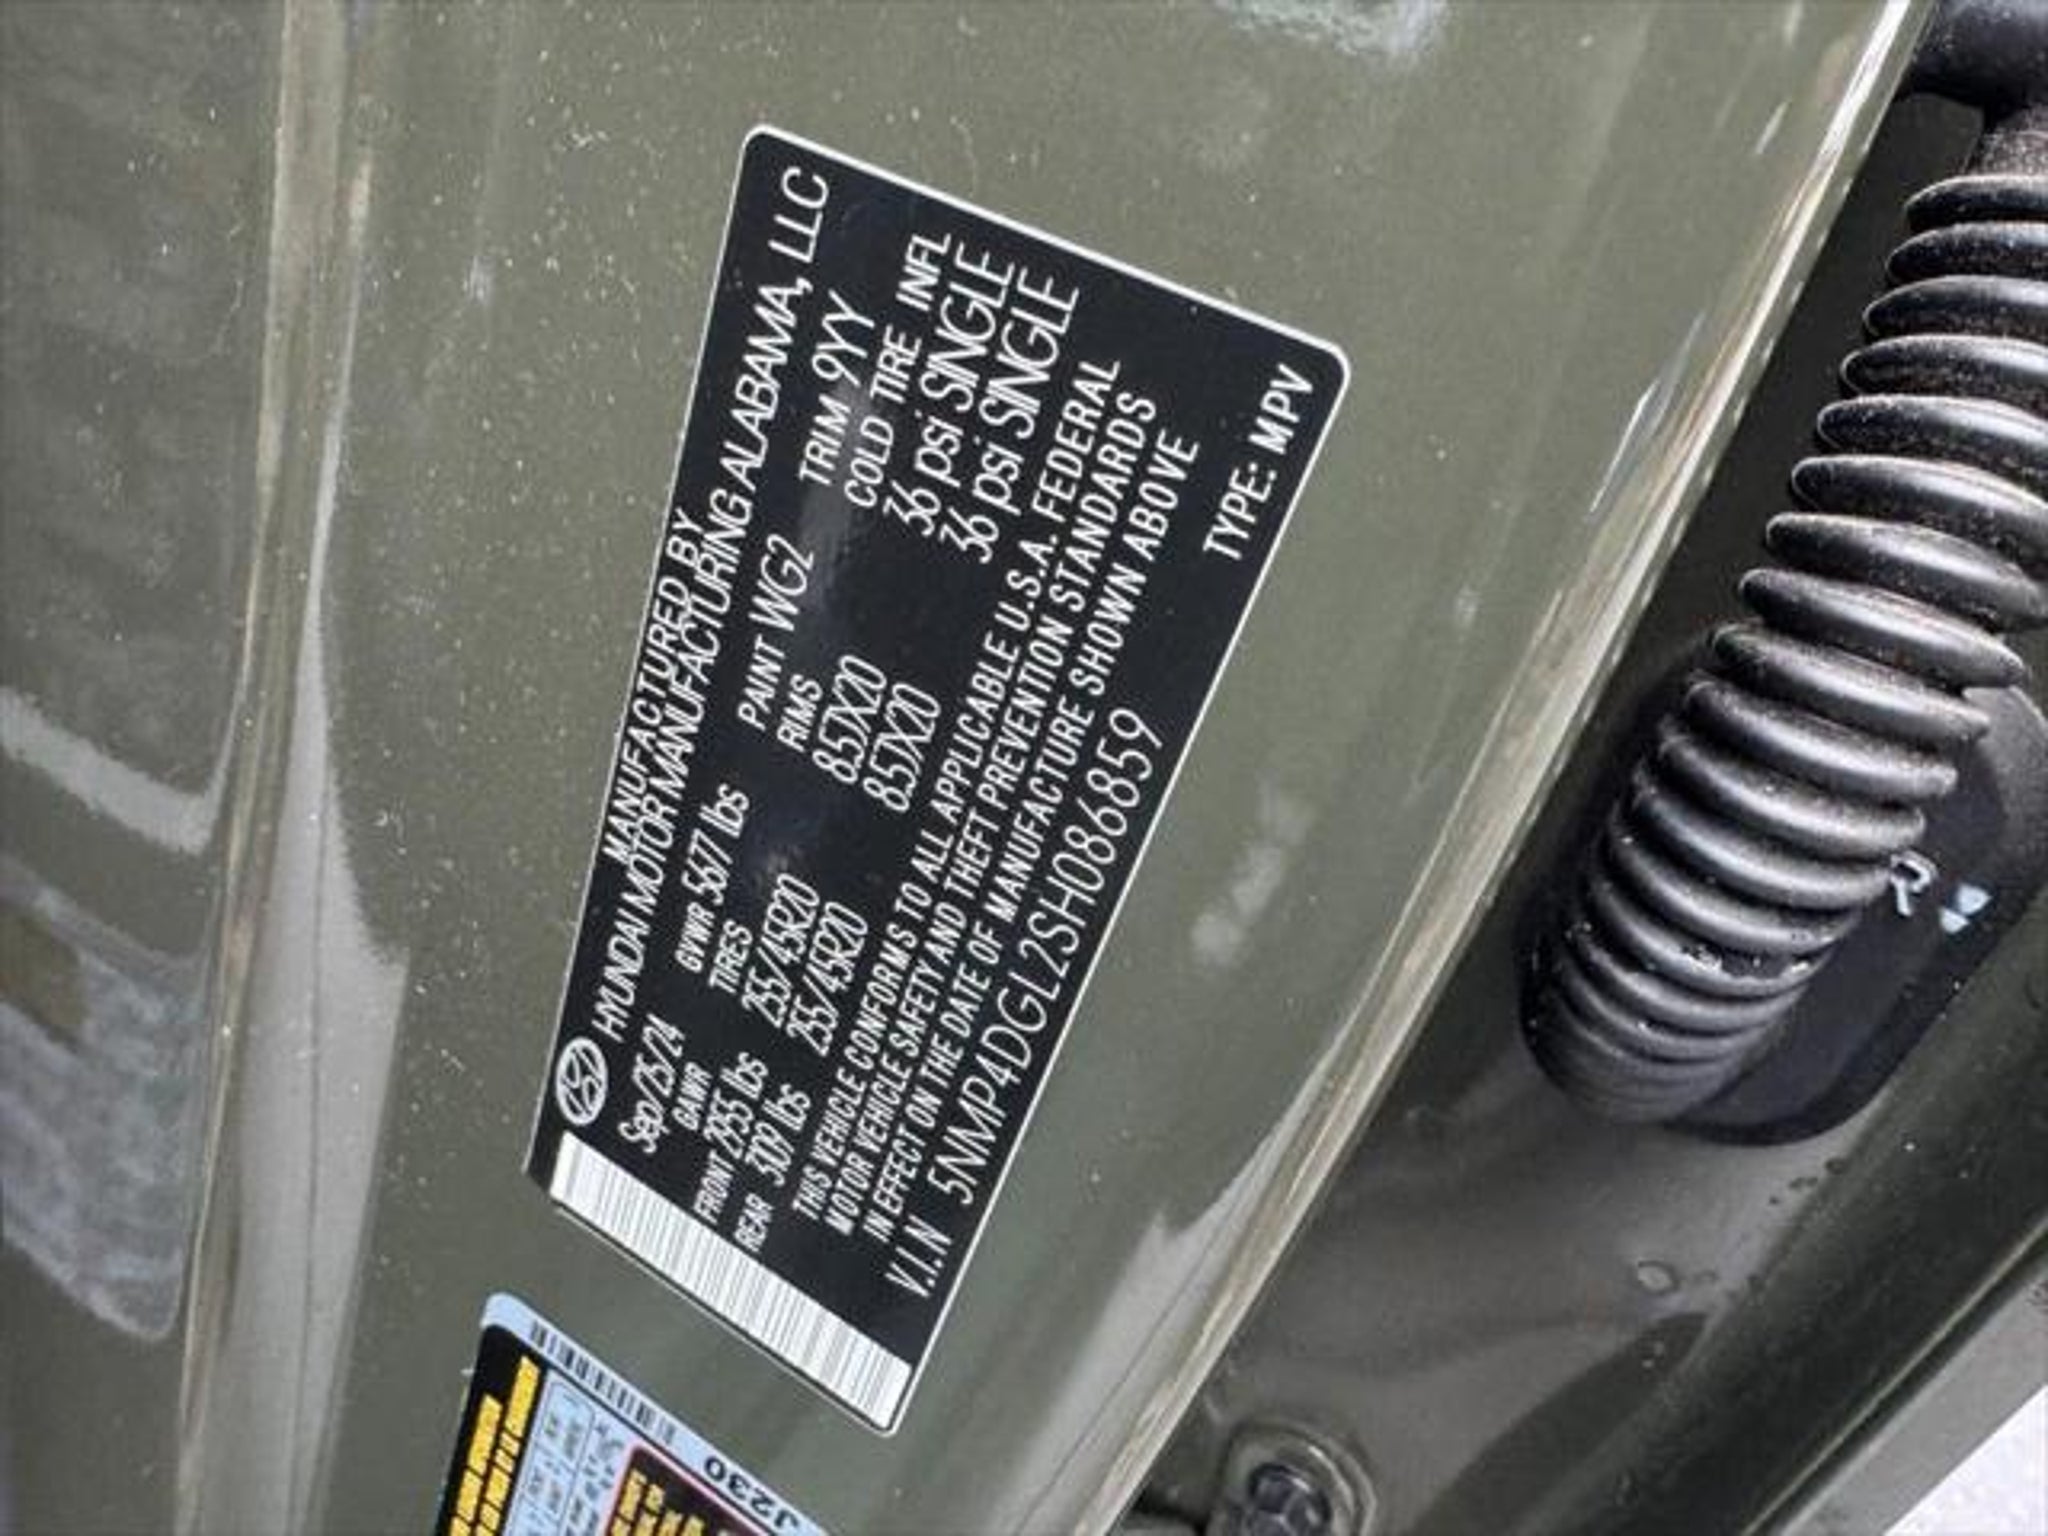 MANUFACTURED BY
HYUNDAI MOTOR MANUFACTURING ALABAMA, LLC
Sep/25/24 GVWR 5677 lbs PAINT WG2 TRIM 9YY
GAWR TIRES RIMS COLD TIRE INFL
FRONT 2955 lbs 255/45R20 8.5JX20 36 psi SINGLE
REAR 3109 lbs 255/45R20 8.5JX20 36 psi SINGLE
THIS VEHICLE CONFORMS TO ALL APPLICABLE U.S.A. FEDERAL
MOTOR VEHICLE SAFETY AND THEFT PREVENTION STANDARDS
IN EFFECT ON THE DATE OF MANUFACTURE SHOWN ABOVE
V.I.N 5NMP4DGL2SH086859 TYPE: MPV
J230
R